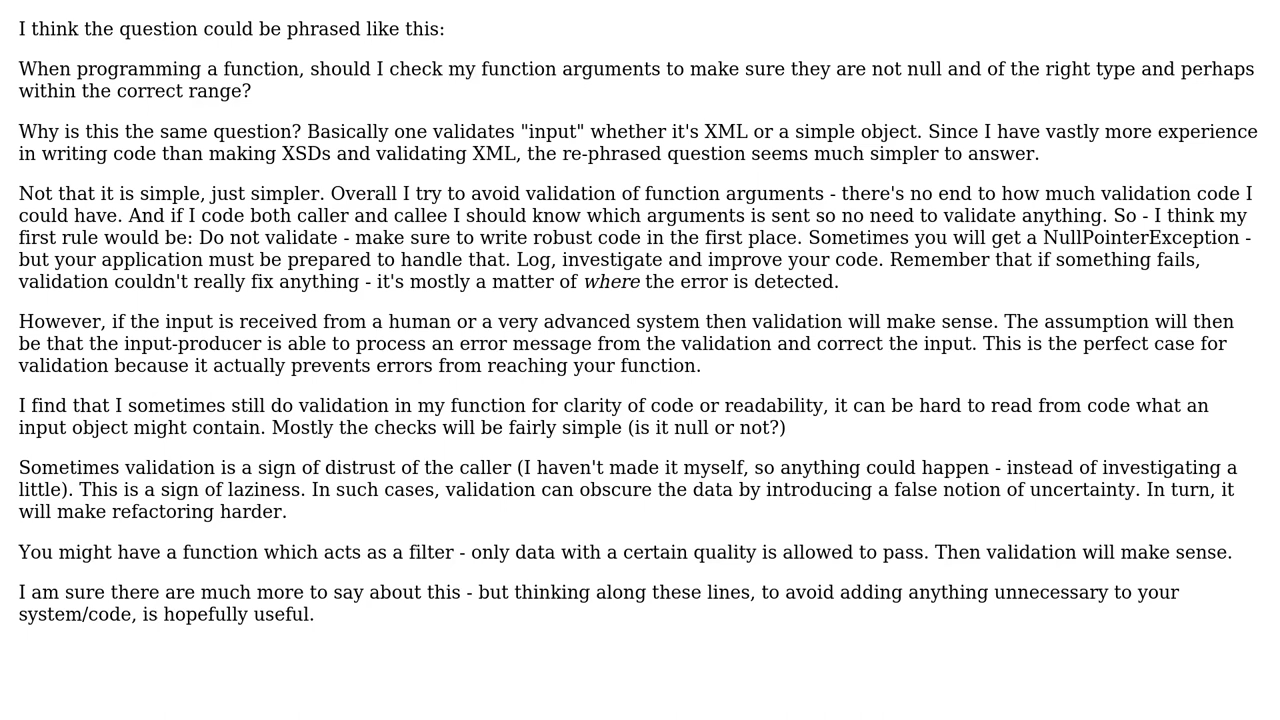 I think the question could be phrased like this:
When programming a function, should I check my function arguments to make sure they are not null and of the right type and perhaps
within the correct range?
Why is this the same question? Basically one validates "input" whether it's XML or a simple object. Since I have vastly more experience
in writing code than making XSDs and validating XML, the re-phrased question seems much simpler to answer.
Not that it is simple, just simpler. Overall I try to avoid validation of function arguments - there's no end to how much validation code I
could have. And if I code both caller and callee I should know which arguments is sent so no need to validate anything. So - I think my
first rule would be: Do not validate - make sure to write robust code in the first place. Sometimes you will get a NullPointerException -
but your application must be prepared to handle that. Log, investigate and improve your code. Remember that if something fails,
validation couldn't really fix anything - it's mostly a matter of where the error is detected.
However, if the input is received from a human or a very advanced system then validation will make sense. The assumption will then
be that the input-producer is able to process an error message from the validation and correct the input. This is the perfect case for
validation because it actually prevents errors from reaching your function.
I find that I sometimes still do validation in my function for clarity of code or readability, it can be hard to read from code what an
input object might contain. Mostly the checks will be fairly simple (is it null or not?)
Sometimes validation is a sign of distrust of the caller (I haven't made it myself, so anything could happen - instead of investigating a
little). This is a sign of laziness. In such cases, validation can obscure the data by introducing a false notion of uncertainty. In turn, it
will make refactoring harder.
You might have a function which acts as a filter - only data with a certain quality is allowed to pass. Then validation will make sense.
I am sure there are much more to say about this - but thinking along these lines, to avoid adding anything unnecessary to your
system/code, is hopefully useful.